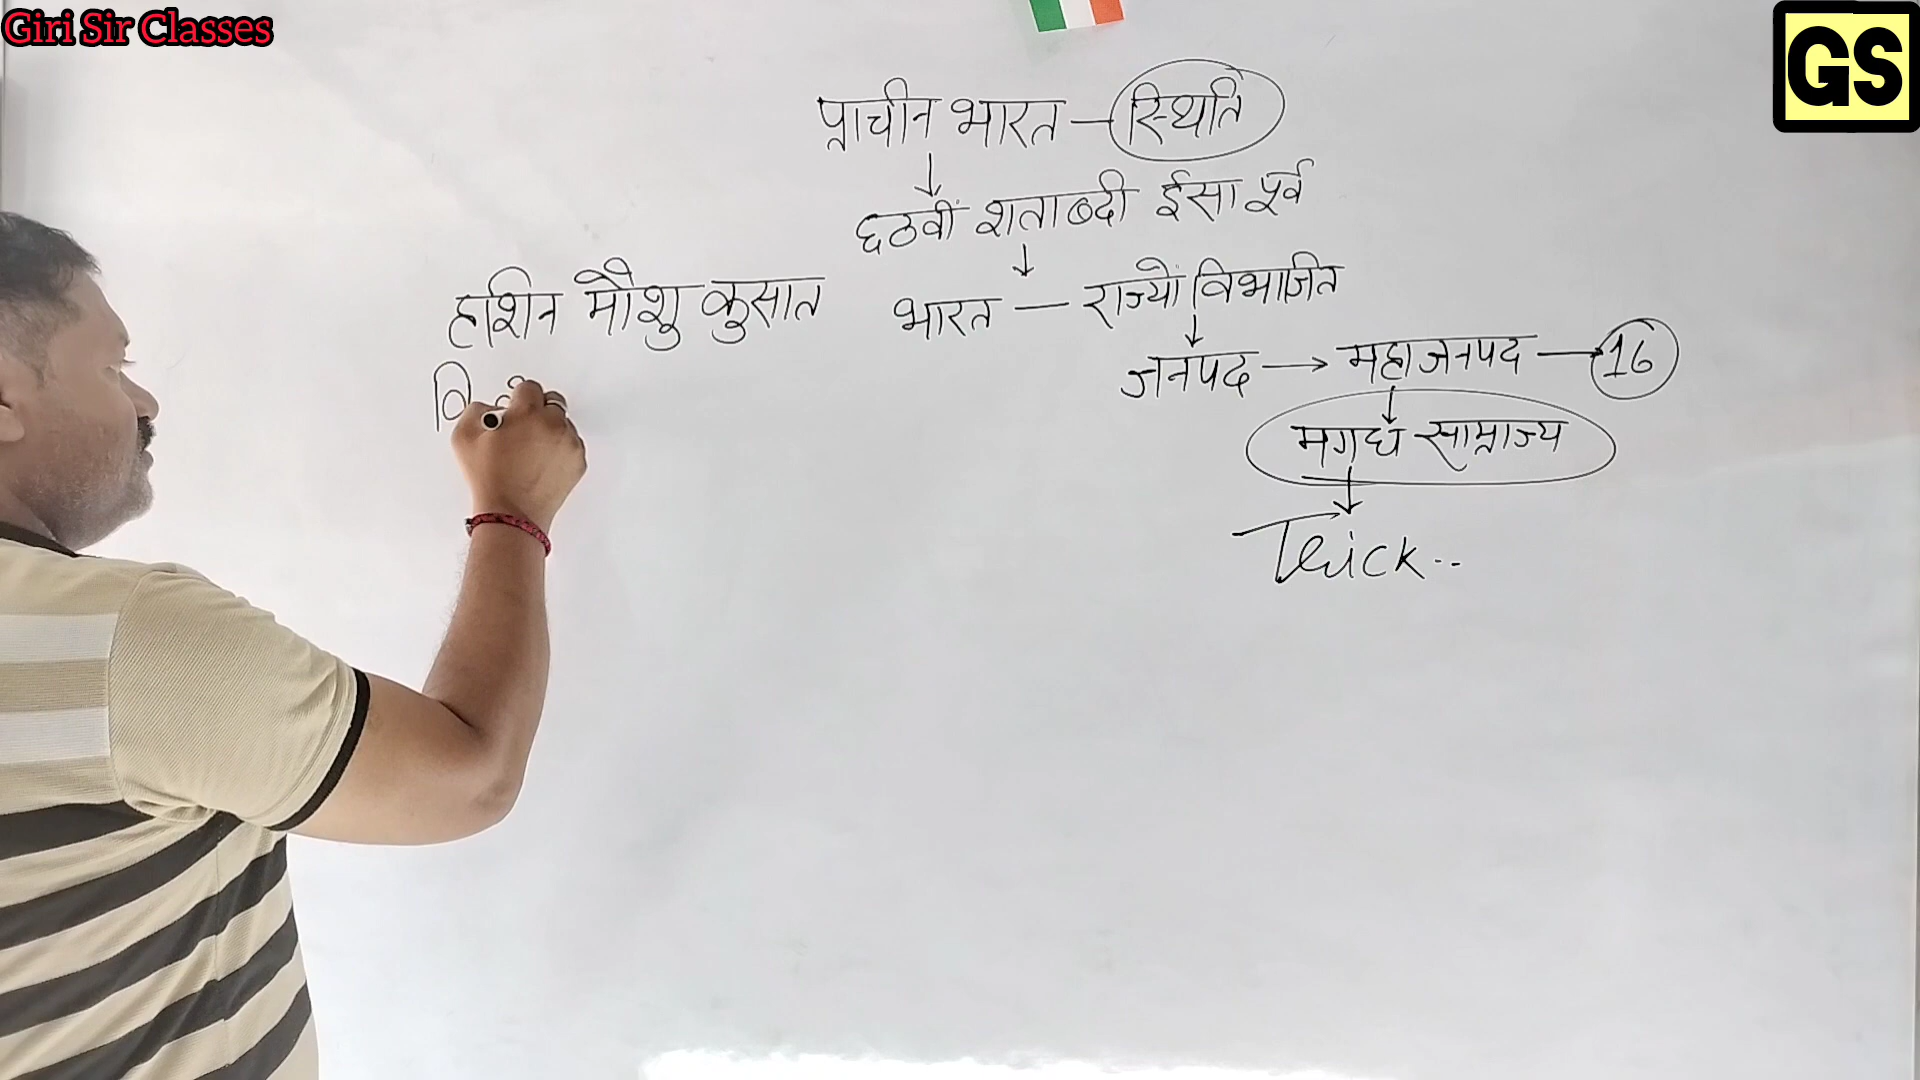 Giri Sir Classes
GS
प्राचीन भारत — स्थिति
↓
छठवीं शताब्दी ईसा पूर्व
↓
भारत — राज्यों विभाजित
↓
जनपद → महाजनपद → 16
↓
मगध साम्राज्य
↓
Trick..
हशिन मौशु कुसात
वि